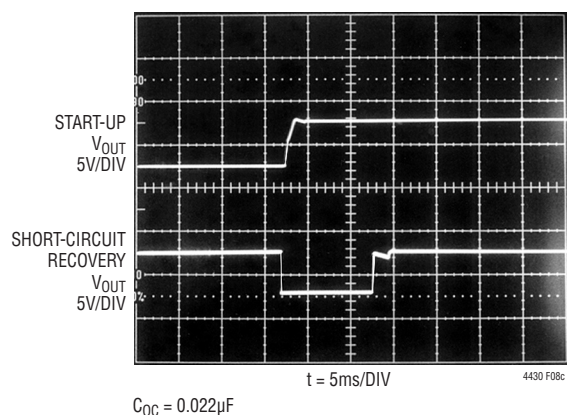 START-UP
VOUT
5V/DIV
SHORT-CIRCUIT
RECOVERY
VOUT
5V/DIV
t = 5ms/DIV
4430 F08c
COC = 0.022µF